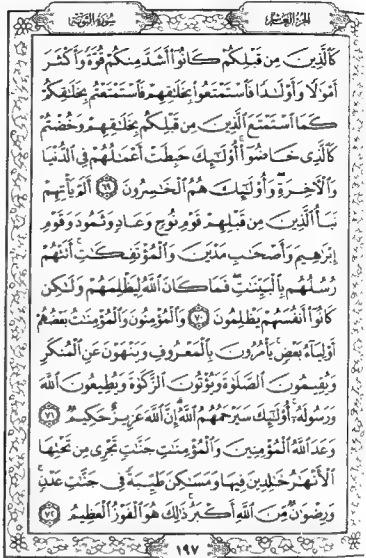 الجزء العاشر
سورة التوبة
كَٱلَّذِينَ مِن قَبْلِكُمْ كَانُوٓا۟ أَشَدَّ مِنكُمْ قُوَّةً وَأَكْثَرَ
أَمْوَٰلًا وَأَوْلَٰدًا فَٱسْتَمْتَعُوا۟ بِخَلَٰقِهِمْ فَٱسْتَمْتَعْتُم بِخَلَٰقِكُمْ
كَمَا ٱسْتَمْتَعَ ٱلَّذِينَ مِن قَبْلِكُم بِخَلَٰقِهِمْ وَخُضْتُمْ
كَٱلَّذِى خَاضُوٓا۟ أُو۟لَٰٓئِكَ حَبِطَتْ أَعْمَٰلُهُمْ فِى ٱلدُّنْيَا
وَٱلْءَاخِرَةِ وَأُو۟لَٰٓئِكَ هُمُ ٱلْخَٰسِرُونَ ٦٩ أَلَمْ يَأْتِهِمْ
نَبَأُ ٱلَّذِينَ مِن قَبْلِهِمْ قَوْمِ نُوحٍ وَعَادٍ وَثَمُودَ وَقَوْمِ
إِبْرَٰهِيمَ وَأَصْحَٰبِ مَدْيَنَ وَٱلْمُؤْتَفِكَٰتِ أَتَتْهُمْ
رُسُلُهُم بِٱلْبَيِّنَٰتِ فَمَا كَانَ ٱللَّهُ لِيَظْلِمَهُمْ وَلَٰكِن
كَانُوٓا۟ أَنفُسَهُمْ يَظْلِمُونَ ٧٠ وَٱلْمُؤْمِنُونَ وَٱلْمُؤْمِنَٰتُ بَعْضُهُمْ
أَوْلِيَآءُ بَعْضٍ يَأْمُرُونَ بِٱلْمَعْرُوفِ وَيَنْهَوْنَ عَنِ ٱلْمُنكَرِ
وَيُقِيمُونَ ٱلصَّلَوٰةَ وَيُؤْتُونَ ٱلزَّكَوٰةَ وَيُطِيعُونَ ٱللَّهَ
وَرَسُولَهُۥٓ أُو۟لَٰٓئِكَ سَيَرْحَمُهُمُ ٱللَّهُ إِنَّ ٱللَّهَ عَزِيزٌ حَكِيمٌ ٧١
وَعَدَ ٱللَّهُ ٱلْمُؤْمِنِينَ وَٱلْمُؤْمِنَٰتِ جَنَّٰتٍ تَجْرِى مِن تَحْتِهَا
ٱلْأَنْهَٰرُ خَٰلِدِينَ فِيهَا وَمَسَٰكِنَ طَيِّبَةً فِى جَنَّٰتِ عَدْنٍ
وَرِضْوَٰنٌ مِّنَ ٱللَّهِ أَكْبَرُ ذَٰلِكَ هُوَ ٱلْفَوْزُ ٱلْعَظِيمُ ٧٢
١٩٧